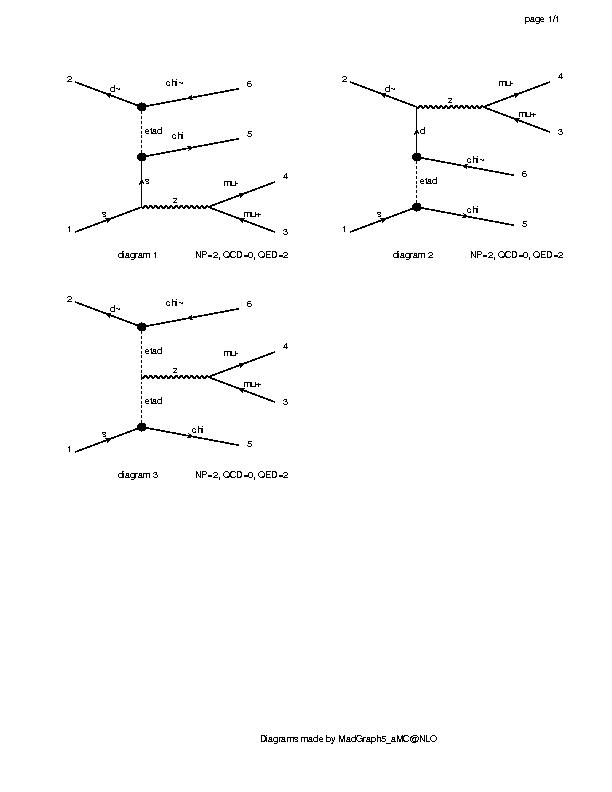 page 1/1
2
d~
chi~
6
etad
chi
5
s
mu-
4
z
1
s
mu+
3
diagram 1 NP=2, QCD=0, QED=2
2
d~
z
mu-
4
mu+
3
d
chi~
6
etad
1
s
chi
5
diagram 2 NP=2, QCD=0, QED=2
2
d~
chi~
6
etad
mu-
4
z
etad
mu+
3
1
s
chi
5
diagram 3 NP=2, QCD=0, QED=2
Diagrams made by MadGraph5_aMC@NLO